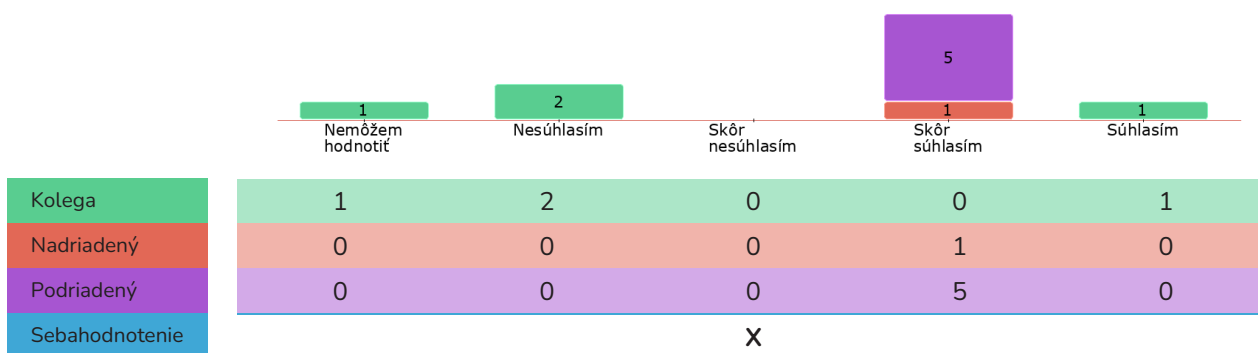 5
1 2 1 1
Nemôžem hodnotiť
Nesúhlasím
Skôr nesúhlasím
Skôr súhlasím
Súhlasím
Kolega 1 2 0 0 1
Nadriadený 0 0 0 1 0
Podriadený 0 0 0 5 0
Sebahodnotenie x